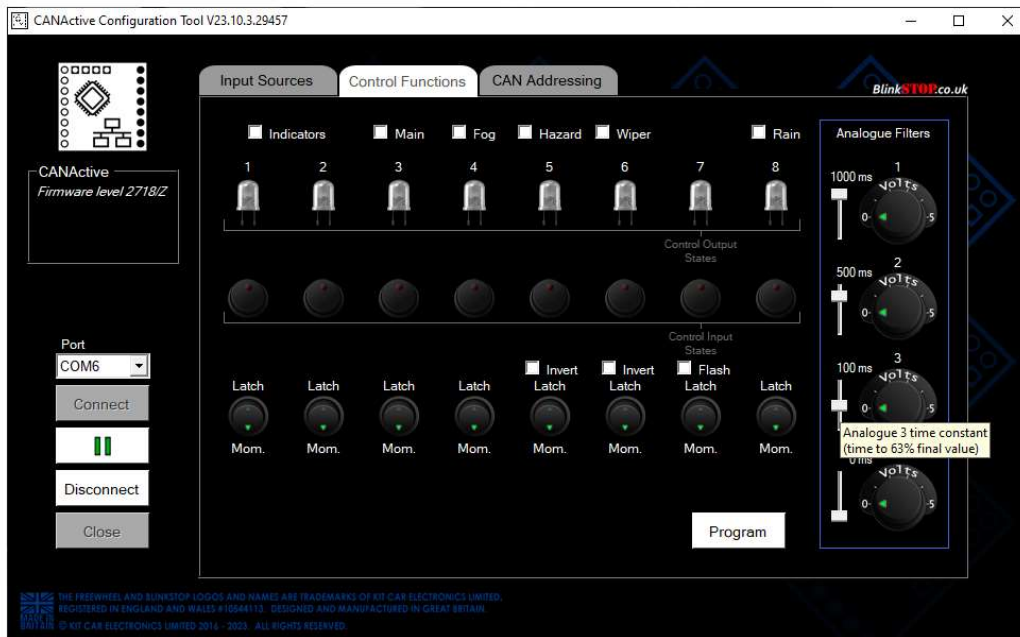 CANActive Configuration Tool V23.10.3.29457
Input Sources
Control Functions
CAN Addressing
BlinkSTOP.co.uk
CANActive
Firmware level 2718/Z
Indicators
Main
Fog
Hazard
Wiper
Rain
1 2 3 4 5 6 7 8
Control Output
States
Control Input
States
Invert
Invert
Flash
Latch Latch Latch Latch Latch Latch Latch Latch
Mom. Mom. Mom. Mom. Mom. Mom. Mom. Mom.
Program
Analogue Filters
1000 ms
1
Volts
0- -5
500 ms
2
Volts
0- -5
100 ms
3
Volts
0- -5
Analogue 3 time constant
(time to 63% final value)
0 ms
Volts
0- -5
Port
COM6
Connect
Disconnect
Close
MADE IN
BRITAIN
THE FREEWHEEL AND BLINKSTOP LOGOS AND NAMES ARE TRADEMARKS OF KIT CAR ELECTRONICS LIMITED.
REGISTERED IN ENGLAND AND WALES #10644113. DESIGNED AND MANUFACTURED IN GREAT BRITAIN.
© KIT CAR ELECTRONICS LIMITED 2016 - 2023. ALL RIGHTS RESERVED.